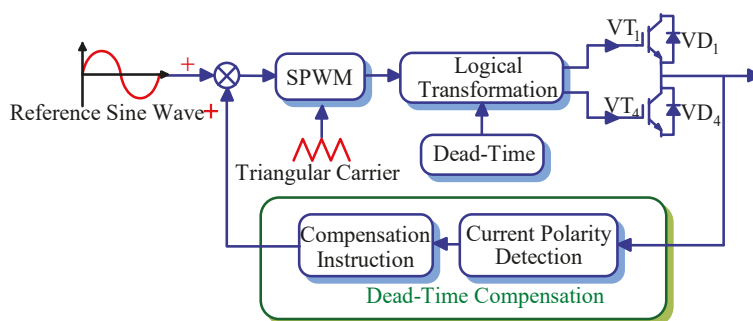 Reference Sine Wave
+
+
SPWM
Triangular Carrier
Logical
Transformation
Dead-Time
VT1
VD1
VT4
VD4
Compensation
Instruction
Current Polarity
Detection
Dead-Time Compensation